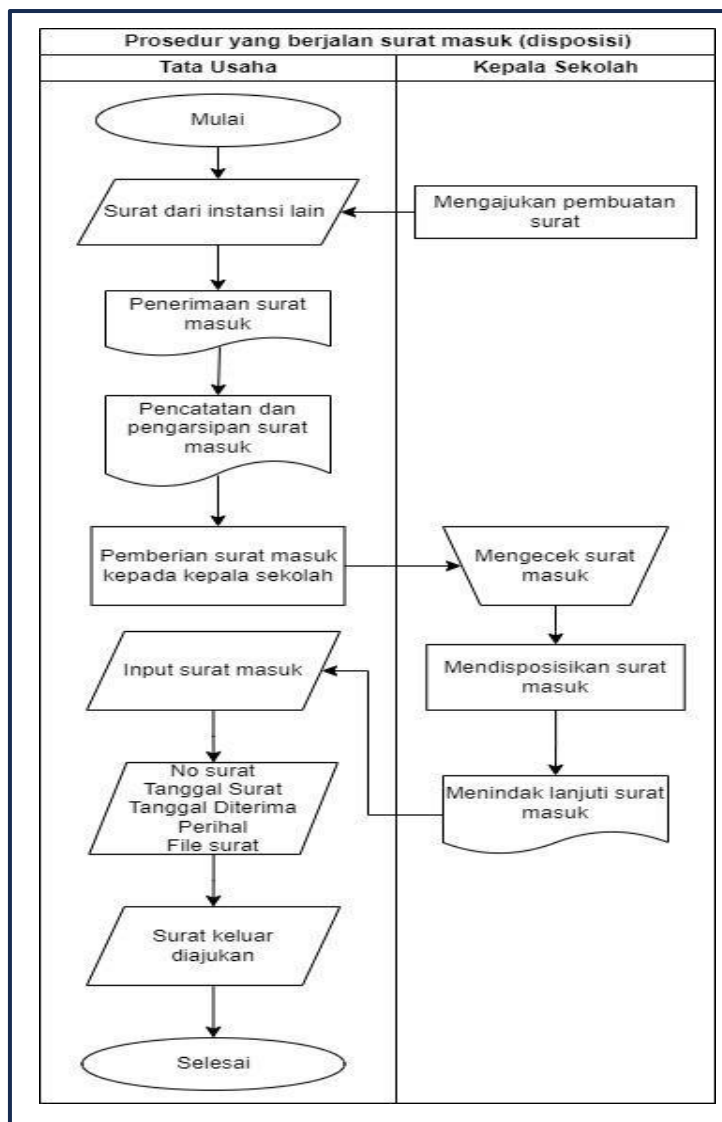 Prosedur yang berjalan surat masuk (disposisi)
Tata Usaha
Kepala Sekolah
Mulai
Surat dari instansi lain
Mengajukan pembuatan
surat
Penerimaan surat
masuk
Pencatatan dan
pengarsipan surat
masuk
Pemberian surat masuk
kepada kepala sekolah
Mengecek surat
masuk
Mendisposisikan surat
masuk
Menindak lanjuti surat
masuk
Input surat masuk
No surat
Tanggal Surat
Tanggal Diterima
Perihal
File surat
Surat keluar
diajukan
Selesai